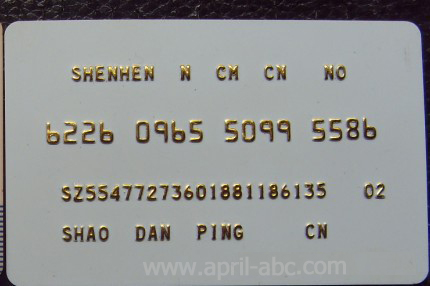 SHENHEN N CM CN NO
6226 0965 5099 5586
SZ55477273601881186135 02
SHAO DAN PING CN
www.april-abc.com